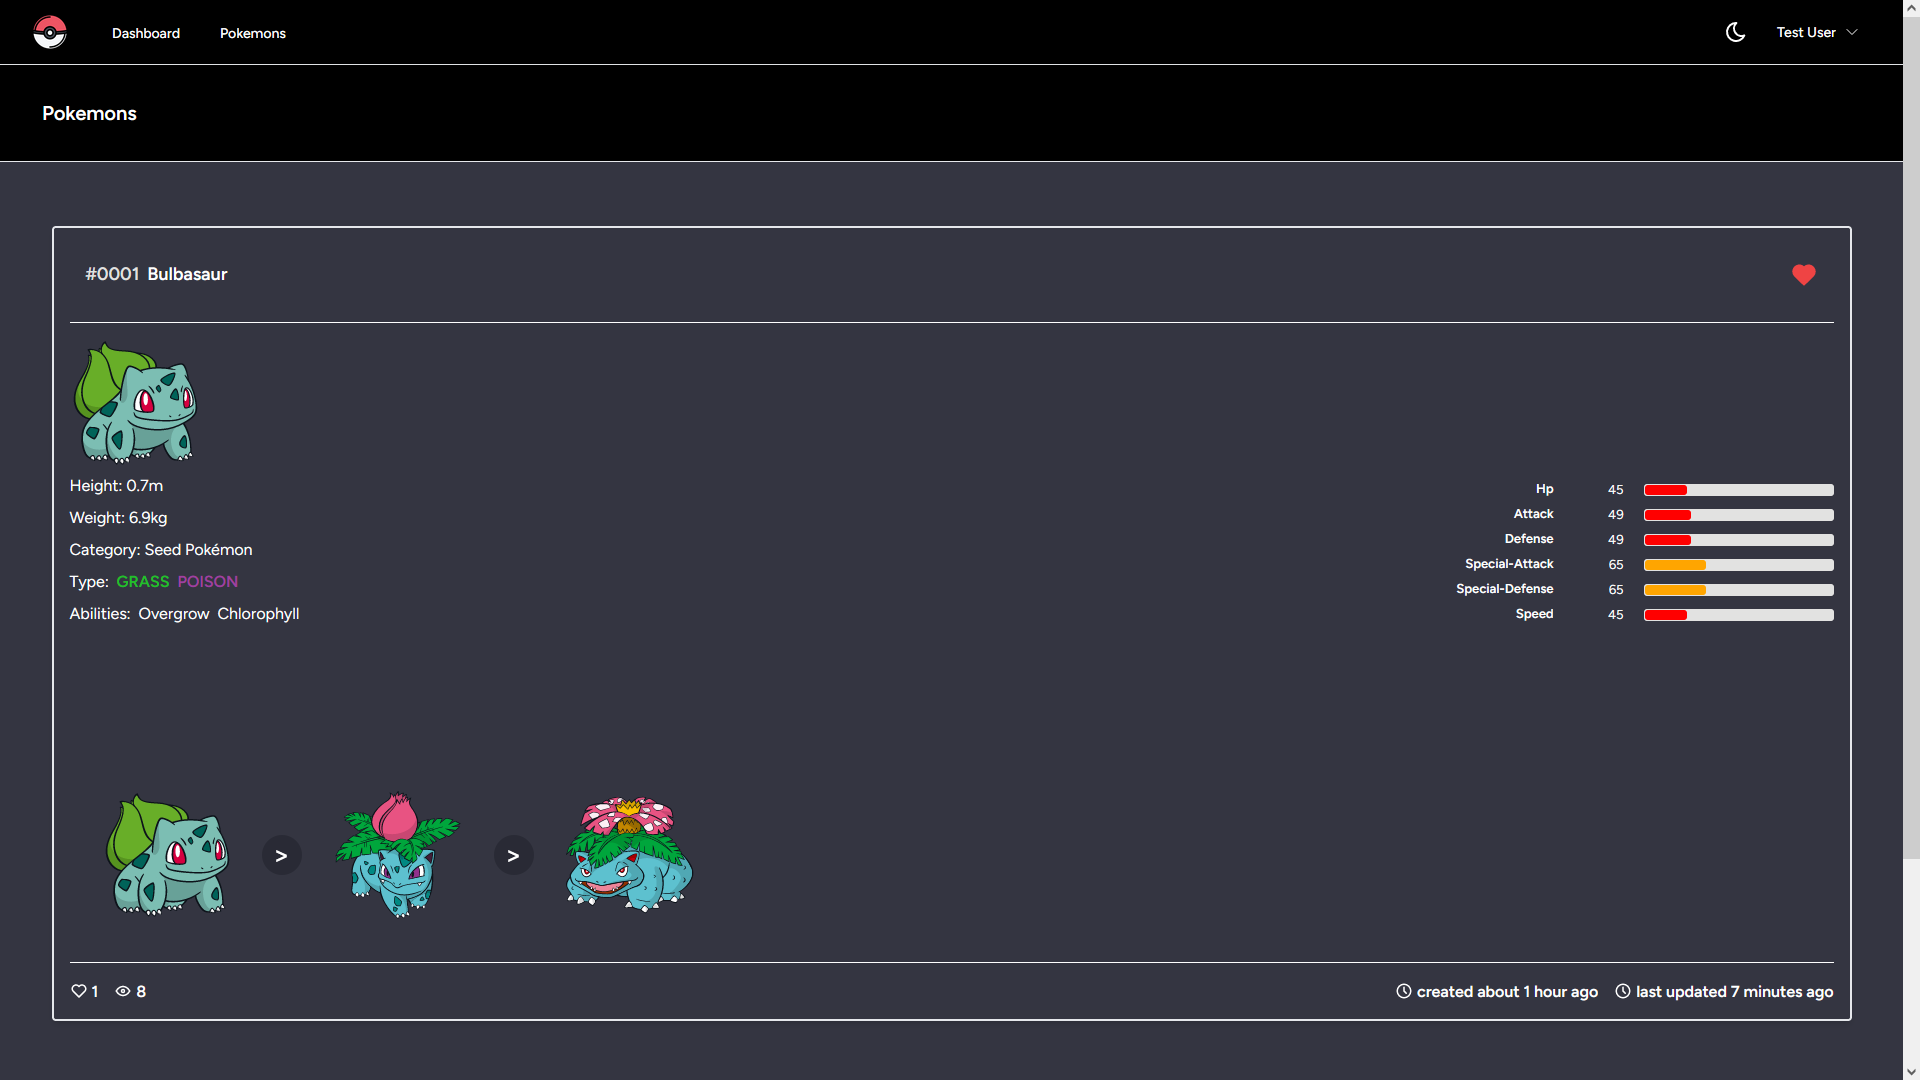 Dashboard Pokemons Test User
Pokemons
#0001 Bulbasaur
Height: 0.7m
Weight: 6.9kg
Category: Seed Pokémon
Type: GRASS POISON
Abilities: Overgrow Chlorophyll
Hp 45
Attack 49
Defense 49
Special-Attack 65
Special-Defense 65
Speed 45
> >
1 8 created about 1 hour ago last updated 7 minutes ago